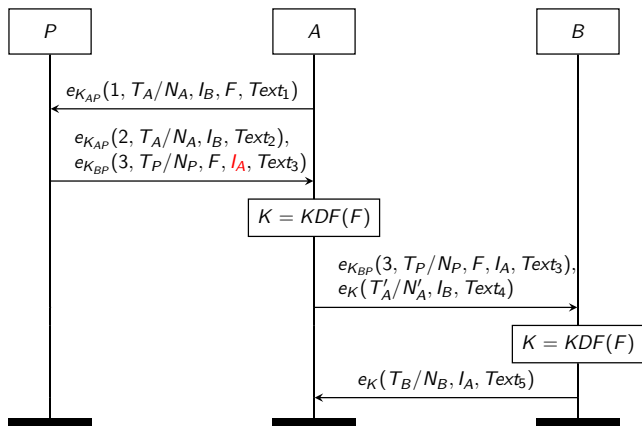 P
A
B
e_{K_{AP}}(1, T_A/N_A, I_B, F, Text_1)
e_{K_{AP}}(2, T_A/N_A, I_B, Text_2),
e_{K_{BP}}(3, T_P/N_P, F, I_A, Text_3)
K = KDF(F)
e_{K_{BP}}(3, T_P/N_P, F, I_A, Text_3),
e_K(T'_A/N'_A, I_B, Text_4)
K = KDF(F)
e_K(T_B/N_B, I_A, Text_5)